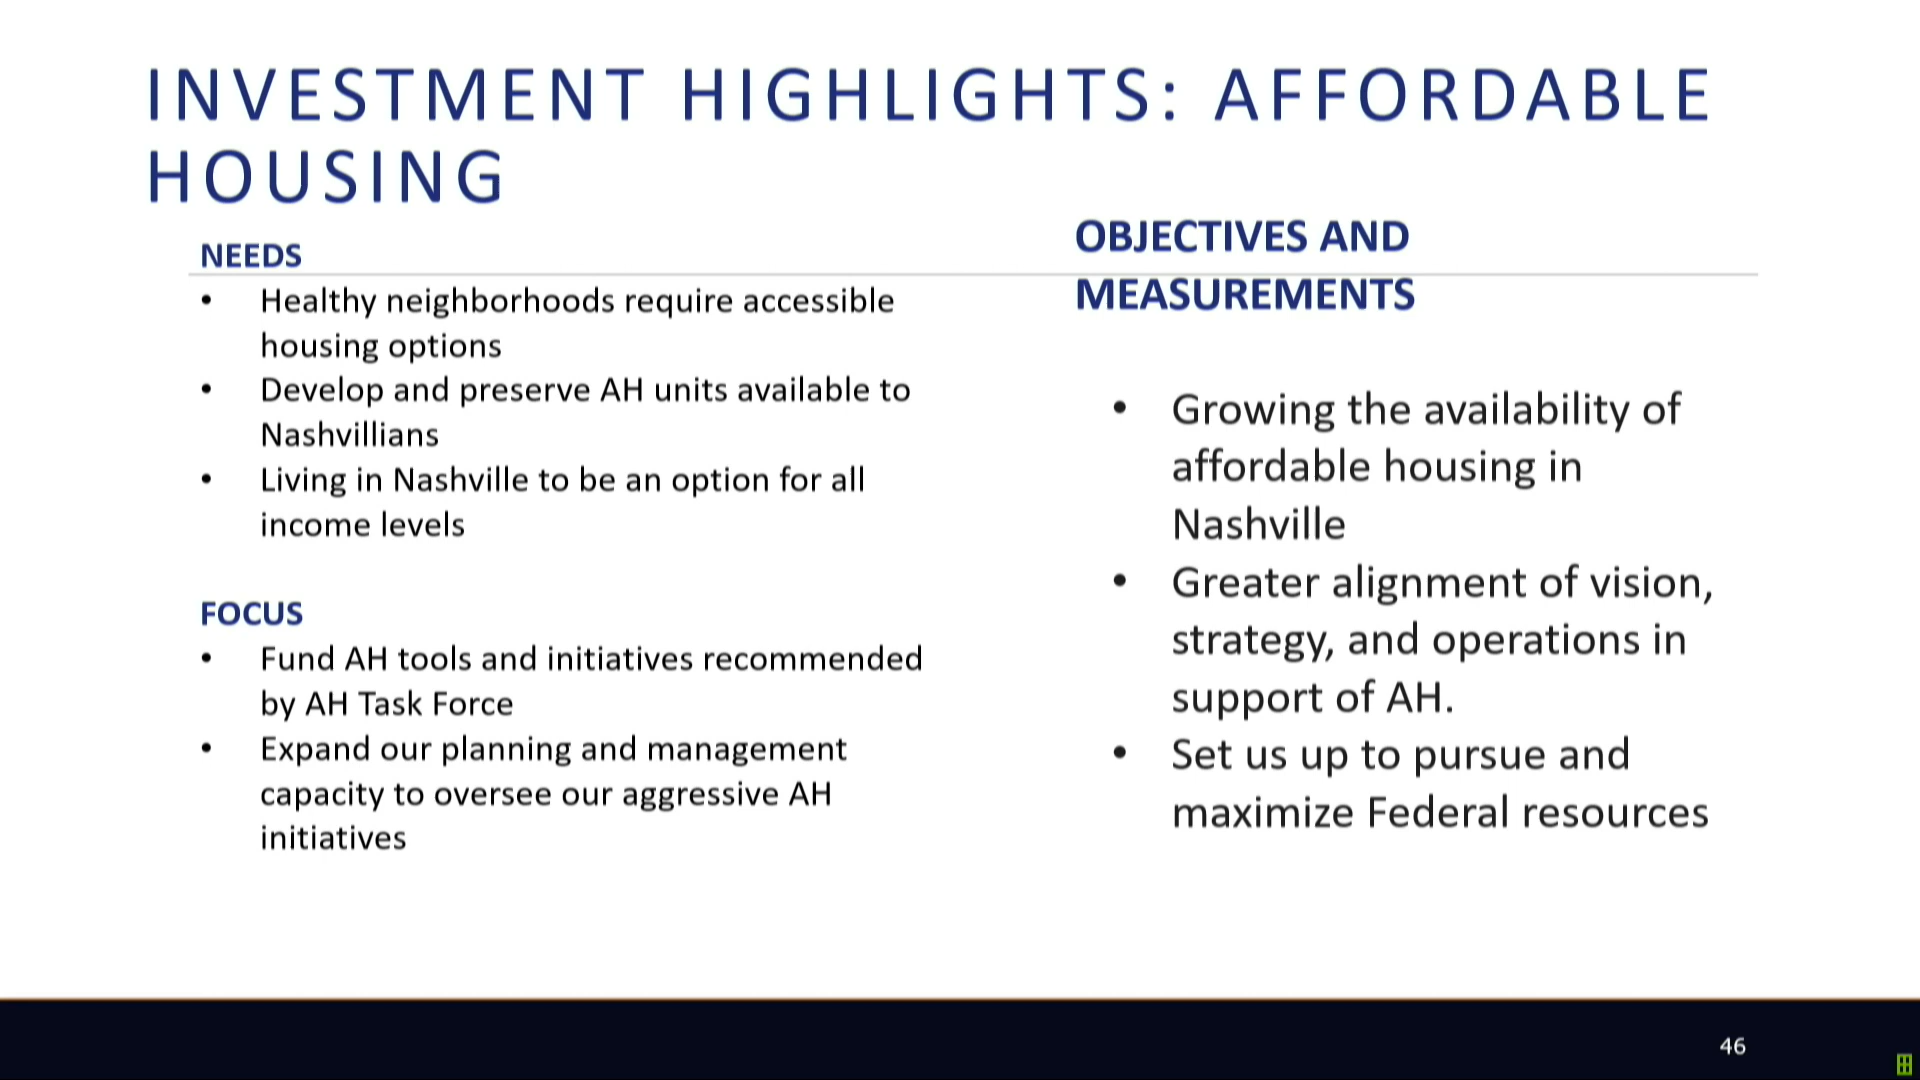 INVESTMENT HIGHLIGHTS: AFFORDABLE
HOUSING
NEEDS
• Healthy neighborhoods require accessible
housing options
• Develop and preserve AH units available to
Nashvillians
• Living in Nashville to be an option for all
income levels
FOCUS
• Fund AH tools and initiatives recommended
by AH Task Force
• Expand our planning and management
capacity to oversee our aggressive AH
initiatives
OBJECTIVES AND
MEASUREMENTS
• Growing the availability of
affordable housing in
Nashville
• Greater alignment of vision,
strategy, and operations in
support of AH.
• Set us up to pursue and
maximize Federal resources
46